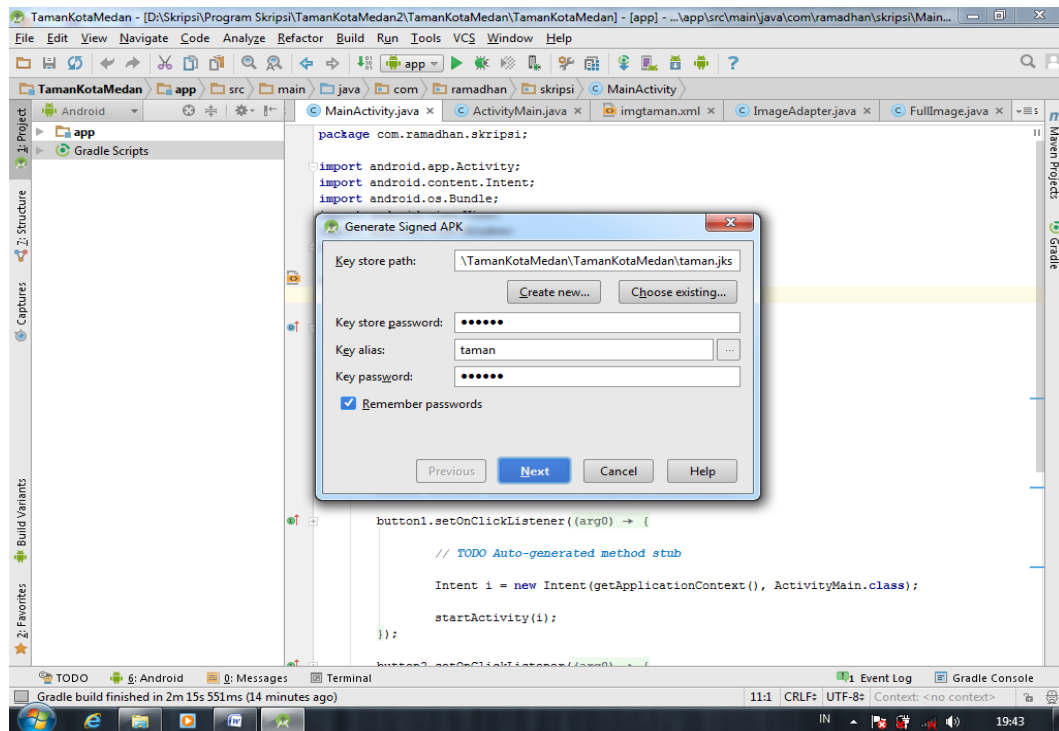 TamanKotaMedan - [D:\Skripsi\Program Skripsi\TamanKotaMedan2\TamanKotaMedan\TamanKotaMedan] - [app] - ...\app\src\main\java\com\ramadhan\skripsi\Main...
File Edit View Navigate Code Analyze Refactor Build Run Tools VCS Window Help
app
TamanKotaMedan app src main java com ramadhan skripsi MainActivity
Android
MainActivity.java ActivityMain.java imgtaman.xml ImageAdapter.java FullImage.java
1: Project
7: Structure
Captures
Build Variants
2: Favorites
app
Gradle Scripts
package com.ramadhan.skripsi;
import android.app.Activity;
import android.content.Intent;
import android.os.Bundle;
Generate Signed APK
Key store path: \TamanKotaMedan\TamanKotaMedan\taman.jks
Create new... Choose existing...
Key store password: ••••••
Key alias: taman ...
Key password: ••••••
Remember passwords
Previous Next Cancel Help
button1.setOnClickListener((arg0) → {
// TODO Auto-generated method stub
Intent i = new Intent(getApplicationContext(), ActivityMain.class);
startActivity(i);
});
Maven Projects
Gradle
TODO 6: Android 0: Messages Terminal 1 Event Log Gradle Console
Gradle build finished in 2m 15s 551ms (14 minutes ago) 11:1 CRLF UTF-8 Context: <no context>
IN 19:43